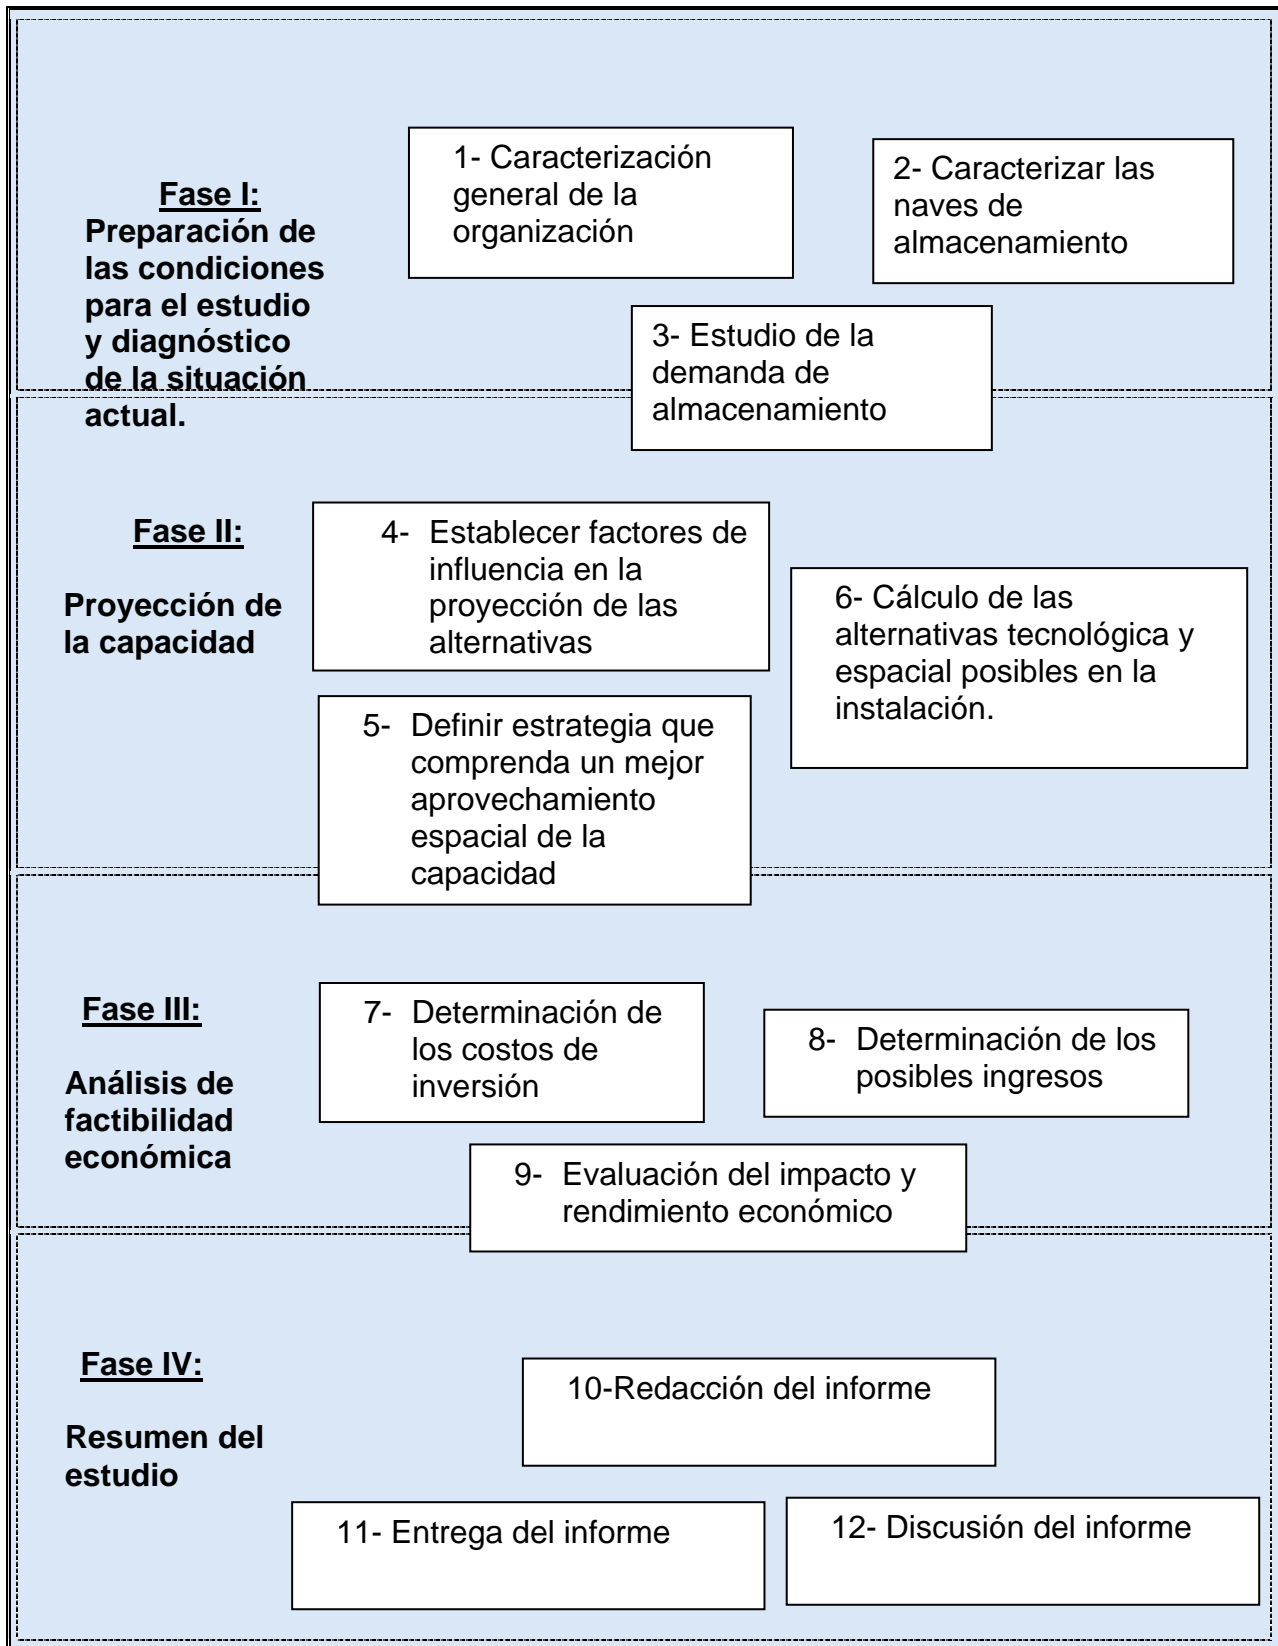 Fase I:
Preparación de
las condiciones
para el estudio
y diagnóstico
de la situación
actual.
1- Caracterización
general de la
organización
2- Caracterizar las
naves de
almacenamiento
3- Estudio de la
demanda de
almacenamiento
Fase II:
Proyección de
la capacidad
4- Establecer factores de
influencia en la
proyección de las
alternativas
5- Definir estrategia que
comprenda un mejor
aprovechamiento
espacial de la
capacidad
6- Cálculo de las
alternativas tecnológica y
espacial posibles en la
instalación.
Fase III:
Análisis de
factibilidad
económica
7- Determinación de
los costos de
inversión
8- Determinación de los
posibles ingresos
9- Evaluación del impacto y
rendimiento económico
Fase IV:
Resumen del
estudio
10-Redacción del informe
11- Entrega del informe
12- Discusión del informe